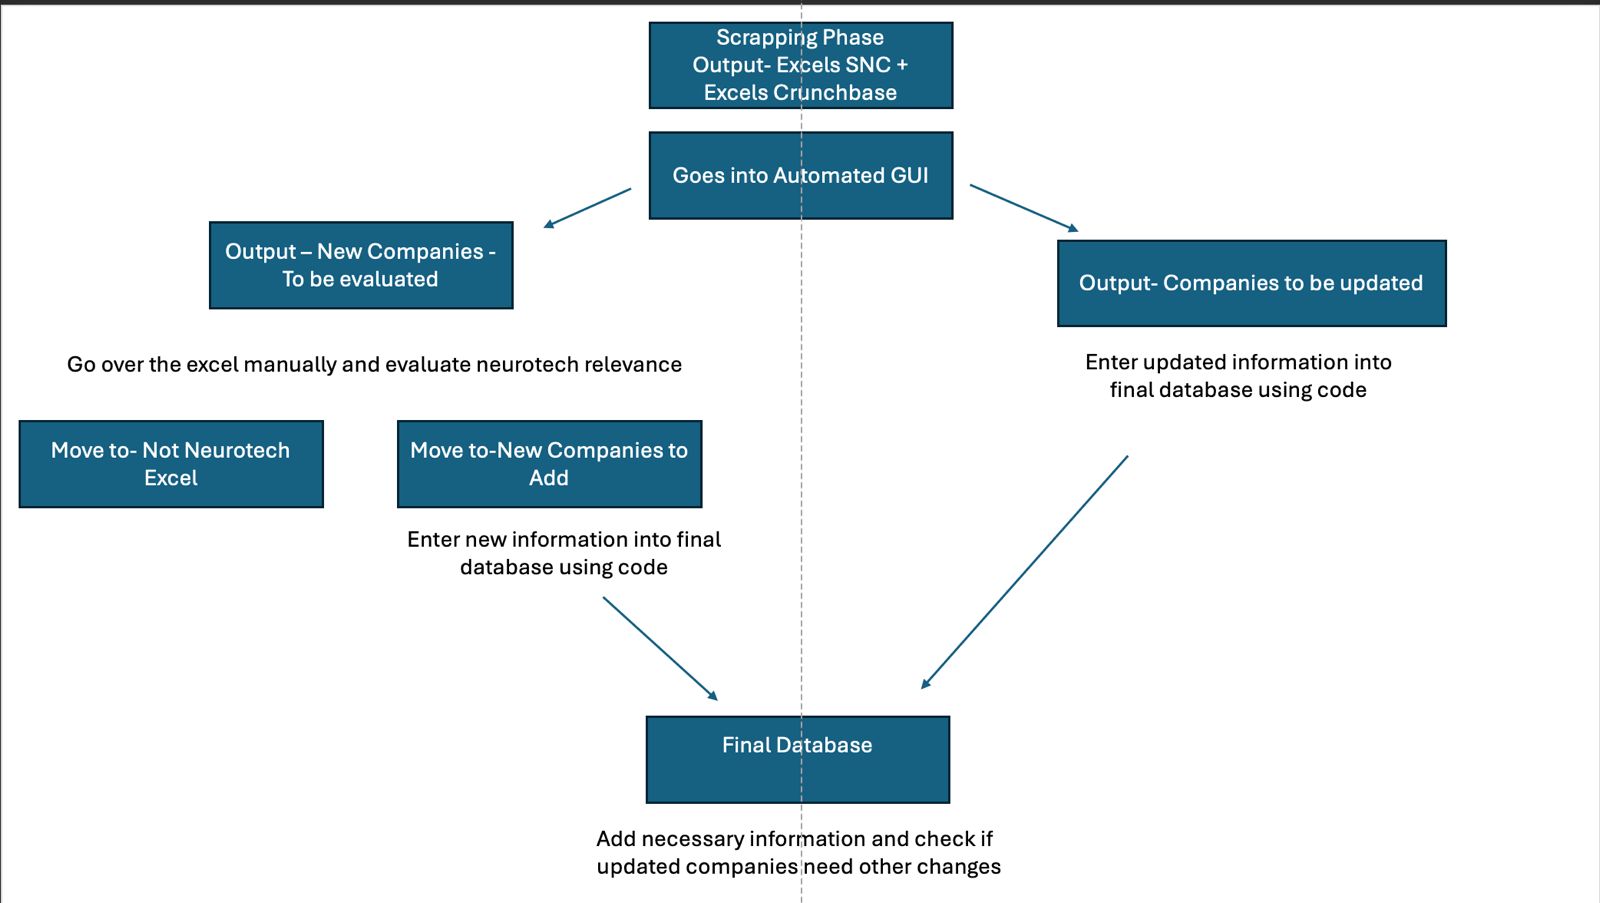 Scrapping Phase
Output- Excels SNC +
Excels Crunchbase
Goes into Automated GUI
Output – New Companies -
To be evaluated
Output- Companies to be updated
Go over the excel manually and evaluate neurotech relevance
Enter updated information into
final database using code
Move to- Not Neurotech
Excel
Move to-New Companies to
Add
Enter new information into final
database using code
Final Database
Add necessary information and check if
updated companies need other changes